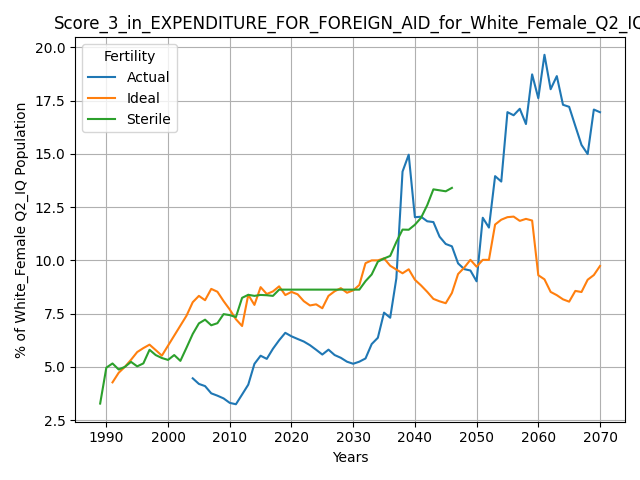 Score_3_in_EXPENDITURE_FOR_FOREIGN_AID_for_White_Female_Q2_IQ
Fertility
Actual
Ideal
Sterile
% of White_Female Q2_IQ Population
20.0
17.5
15.0
12.5
10.0
7.5
5.0
2.5
1990 2000 2010 2020 2030 2040 2050 2060 2070
Years